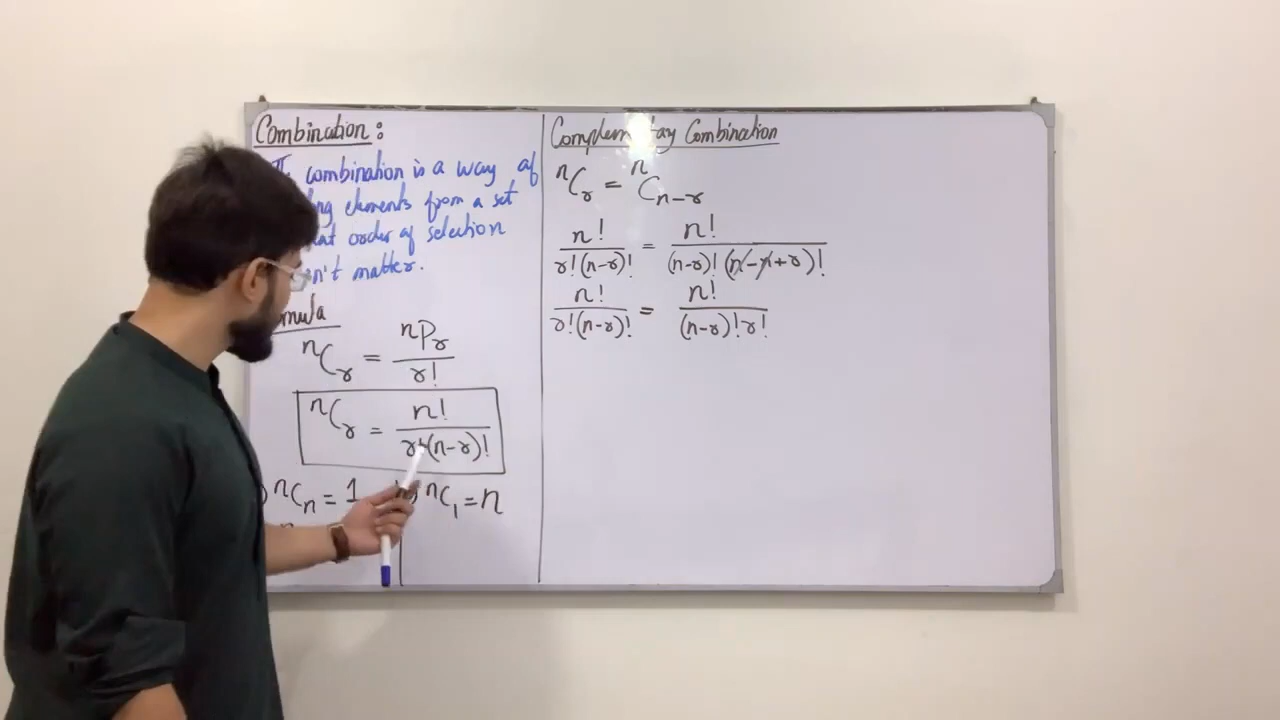 Combination:
combination is a way of
elements from a set
order of selection
n't matter.
ⁿCᵣ = ⁿPᵣ / r!
ⁿCᵣ = n! / r!(n-r)!
ⁿCₙ = 1 ⁿC₁ = n
Complementary Combination
ⁿCᵣ = ⁿCₙ₋ᵣ
n! / r!(n-r)! = n! / (n-r)!(n-n+r)!
n! / r!(n-r)! = n! / (n-r)!r!